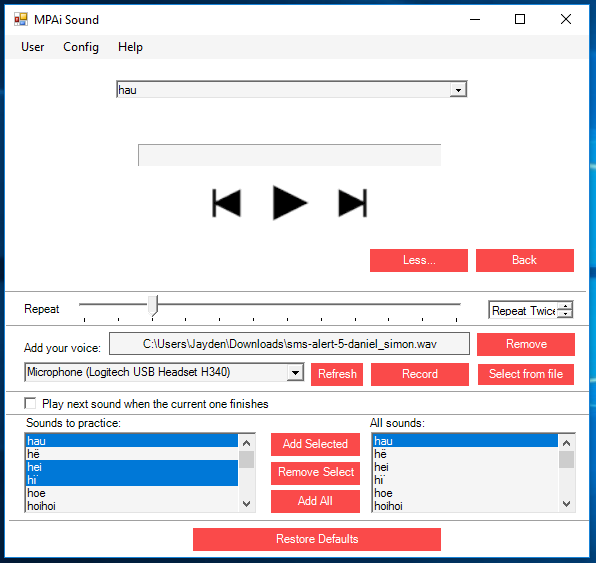 MPAi Sound
User Config Help
hau
Less... Back
Repeat Repeat Twice
Add your voice: C:\Users\Jayden\Downloads\sms-alert-5-daniel_simon.wav Remove
Microphone (Logitech USB Headset H340) Refresh Record Select from file
Play next sound when the current one finishes
Sounds to practice: All sounds:
hau Add Selected hau
hē hē
hei Remove Select hei
hī hī
hoe Add All hoe
hoihoi hoihoi
Restore Defaults